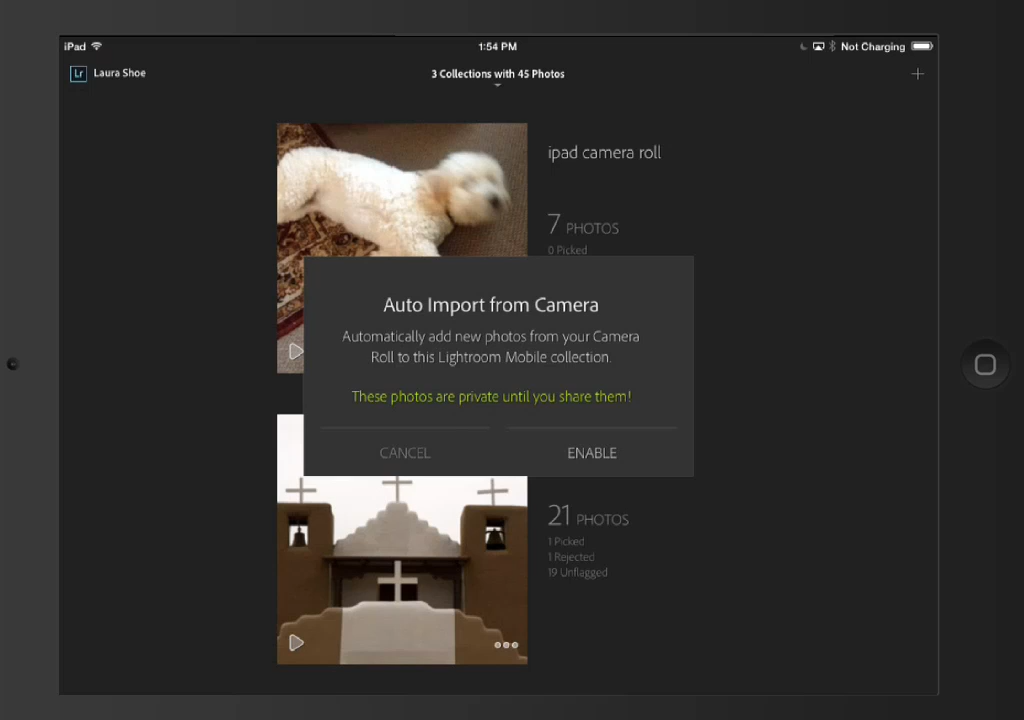 iPad
1:54 PM
Not Charging
Lr Laura Shoe
3 Collections with 45 Photos
ipad camera roll
7 PHOTOS
0 Picked
Auto Import from Camera
Automatically add new photos from your Camera
Roll to this Lightroom Mobile collection.
These photos are private until you share them!
CANCEL
ENABLE
21 PHOTOS
1 Picked
1 Rejected
19 Unflagged